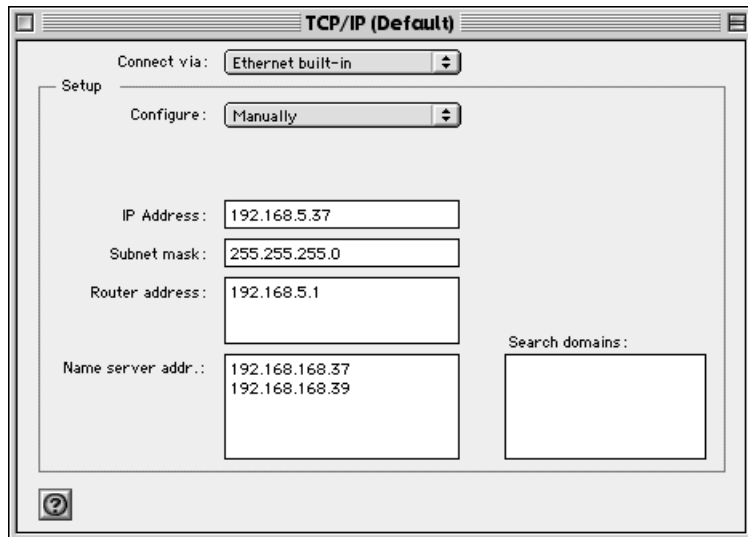 TCP/IP (Default)
Connect via: Ethernet built-in
Setup
Configure: Manually
IP Address: 192.168.5.37
Subnet mask: 255.255.255.0
Router address: 192.168.5.1
Search domains:
Name server addr.: 192.168.168.37
192.168.168.39
?